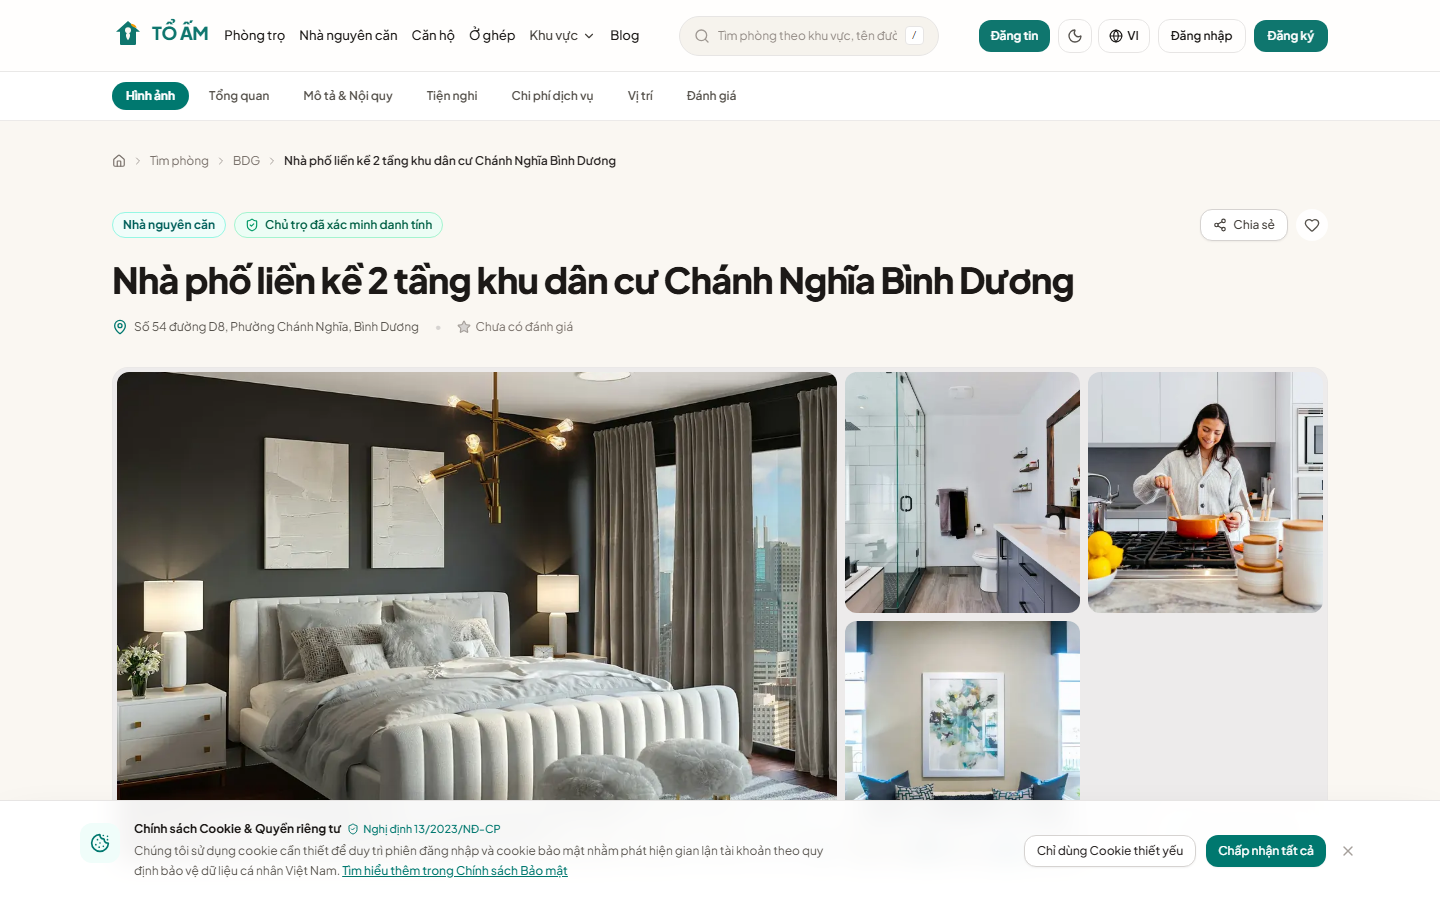 TỔ ẤM
Phòng trọ
Nhà nguyên căn
Căn hộ
Ở ghép
Khu vực
Blog
Tìm phòng theo khu vực, tên đườ
/
Đăng tin
VI
Đăng nhập
Đăng ký
Hình ảnh
Tổng quan
Mô tả & Nội quy
Tiện nghi
Chi phí dịch vụ
Vị trí
Đánh giá
Tìm phòng
BDG
Nhà phố liền kề 2 tầng khu dân cư Chánh Nghĩa Bình Dương
Nhà nguyên căn
Chủ trọ đã xác minh danh tính
Chia sẻ
Nhà phố liền kề 2 tầng khu dân cư Chánh Nghĩa Bình Dương
Số 54 đường D8, Phường Chánh Nghĩa, Bình Dương
Chưa có đánh giá
Chính sách Cookie & Quyền riêng tư
Nghị định 13/2023/NĐ-CP
Chúng tôi sử dụng cookie cần thiết để duy trì phiên đăng nhập và cookie bảo mật nhằm phát hiện gian lận tài khoản theo quy
định bảo vệ dữ liệu cá nhân Việt Nam. Tìm hiểu thêm trong Chính sách Bảo mật
Chỉ dùng Cookie thiết yếu
Chấp nhận tất cả